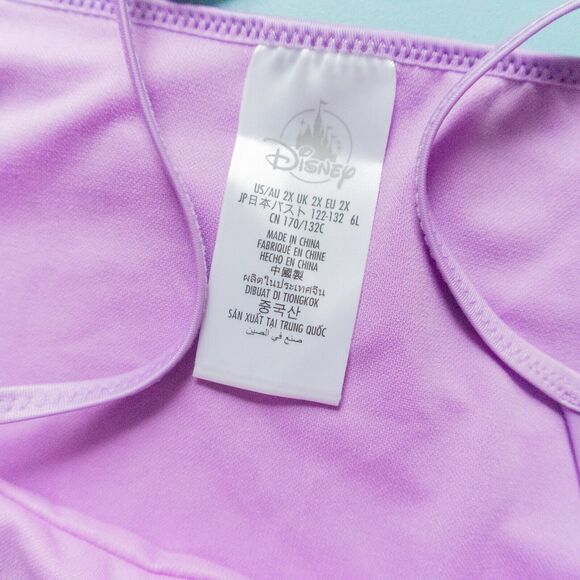 Disney
US/AU 2X UK 2X EU 2X
JP 日本バスト 122-132 6L
CN 170/132C
MADE IN CHINA
FABRIQUÉ EN CHINE
HECHO EN CHINA
中國製
ผลิตในประเทศจีน
DIBUAT DI TIONGKOK
중국산
SẢN XUẤT TẠI TRUNG QUỐC
صنع في الصين